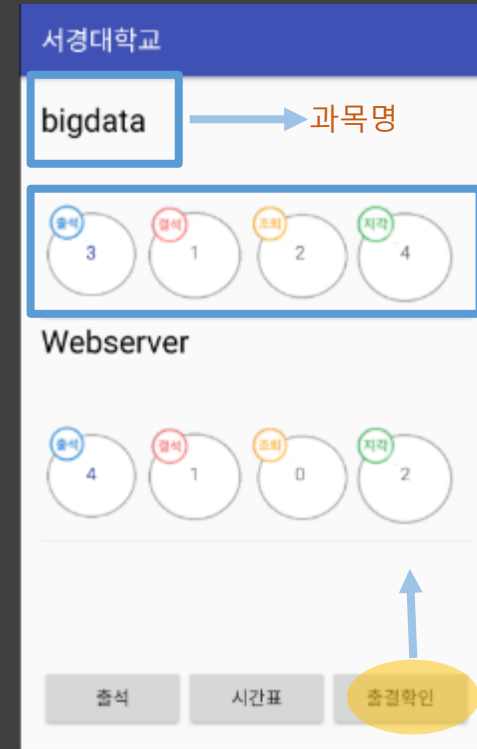 서경대학교
bigdata 과목명
출석 결석 조퇴 지각
3 1 2 4
Webserver
출석 결석 조퇴 지각
4 1 0 2
출석 시간표 출결확인